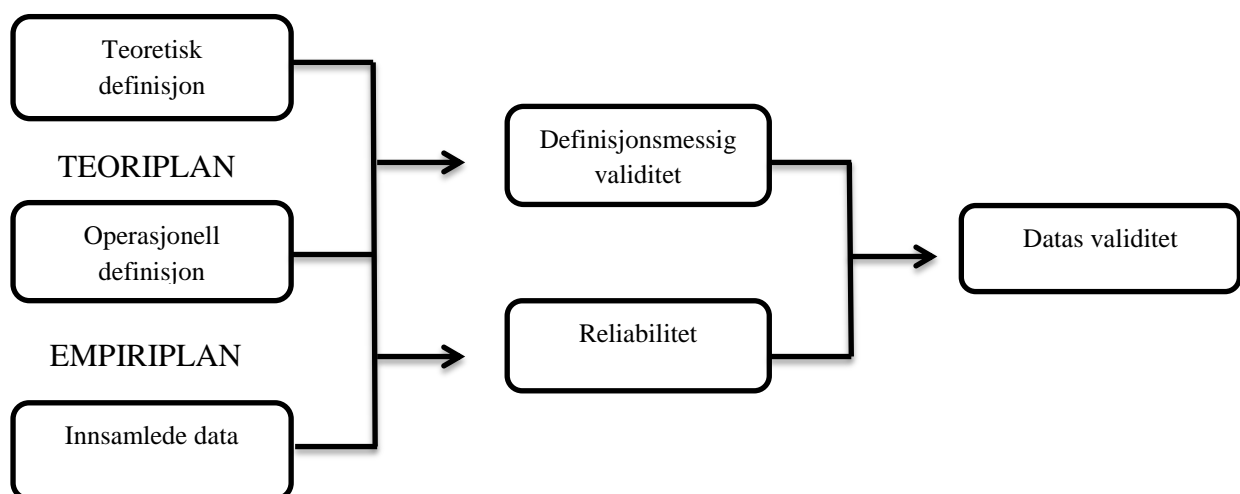 Teoretisk
definisjon
TEORIPLAN
Operasjonell
definisjon
EMPIRIPLAN
Innsamlede data
Definisjonsmessig
validitet
Reliabilitet
Datas validitet